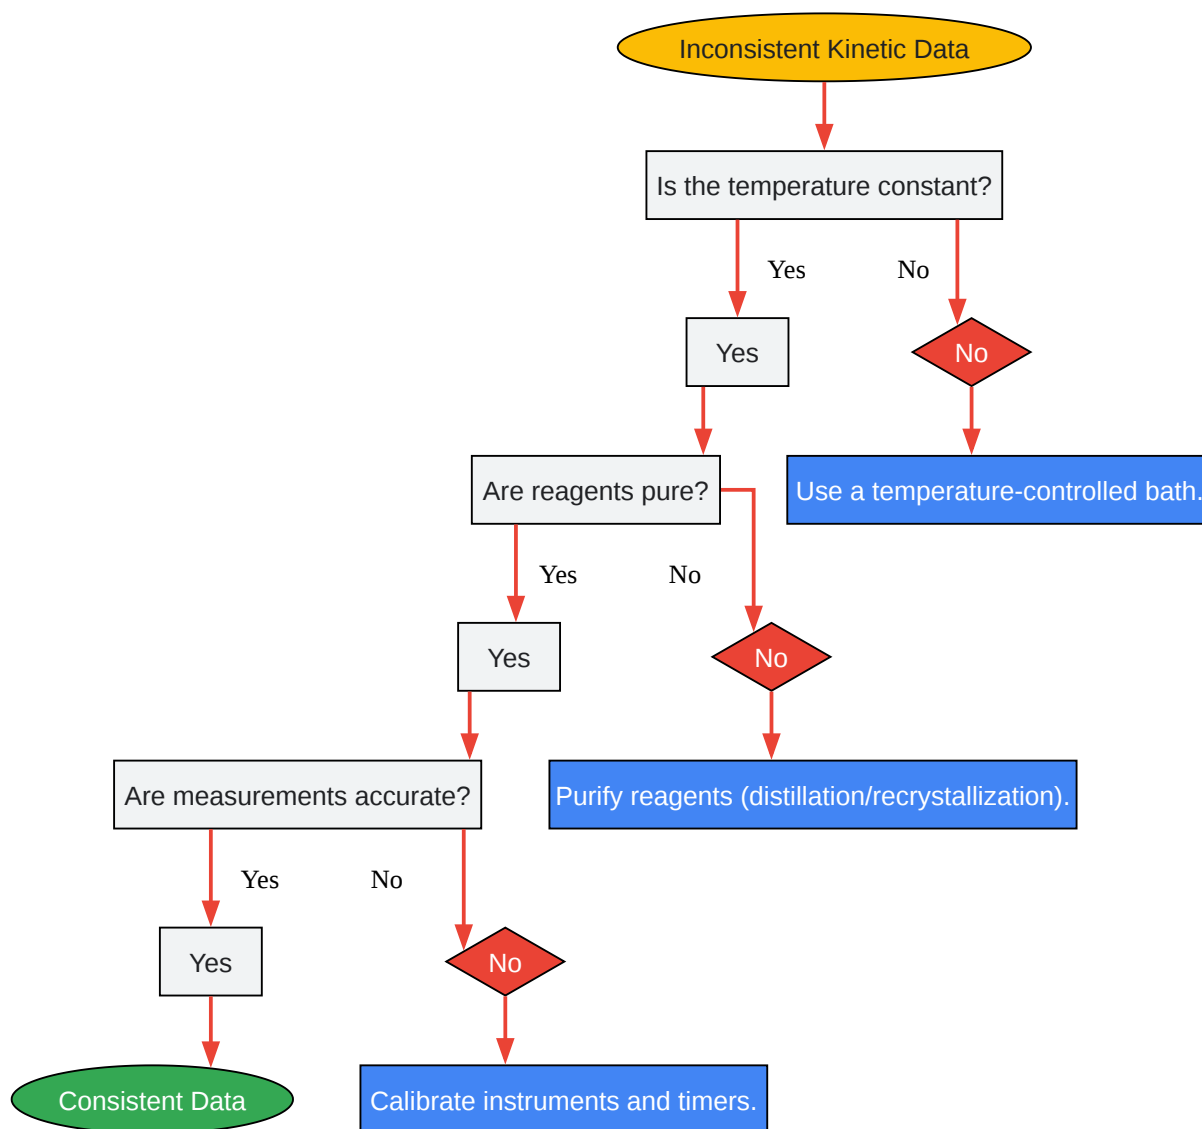 Inconsistent Kinetic Data
Is the temperature constant?
Yes
No
Yes
No
Are reagents pure?
Use a temperature-controlled bath.
Yes
No
Yes
No
Are measurements accurate?
Purify reagents (distillation/recrystallization).
Yes
No
Yes
No
Consistent Data
Calibrate instruments and timers.